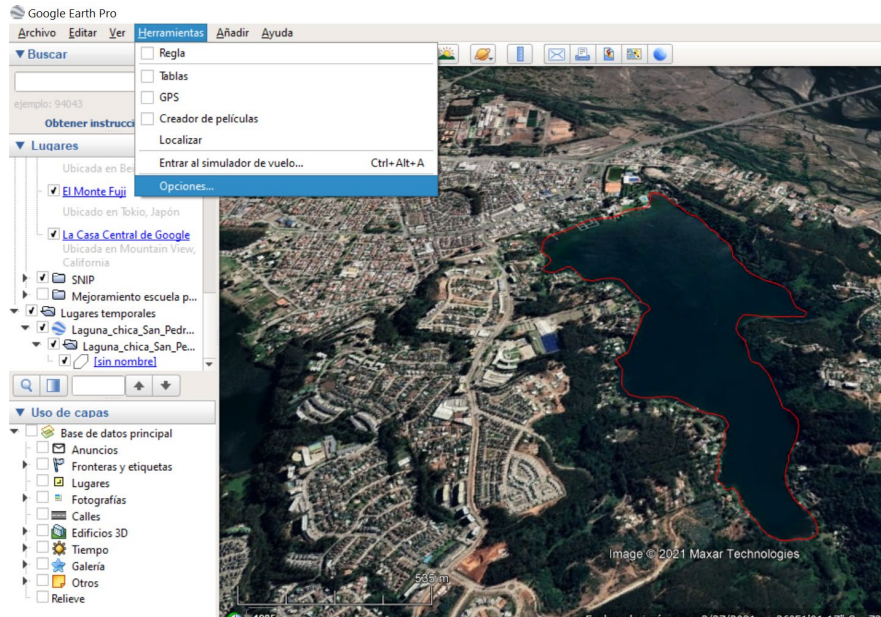 Google Earth Pro
Archivo Editar Ver Herramientas Añadir Ayuda
Buscar
ejemplo: 94043
Obtener instrucci
Regla
Tablas
GPS
Creador de películas
Localizar
Entrar al simulador de vuelo... Ctrl+Alt+A
Opciones...
Lugares
Ubicada en Be
El Monte Fuji
Ubicado en Tokio, Japón
La Casa Central de Google
Ubicada en Mountain View,
California
SNIP
Mejoramiento escuela p...
Lugares temporales
Laguna_chica_San_Pedr...
Laguna_chica_San_Pe...
[sin nombre]
Uso de capas
Base de datos principal
Anuncios
Fronteras y etiquetas
Lugares
Fotografías
Calles
Edificios 3D
Tiempo
Galería
Otros
Relieve
Image © 2021 Maxar Technologies
535 m